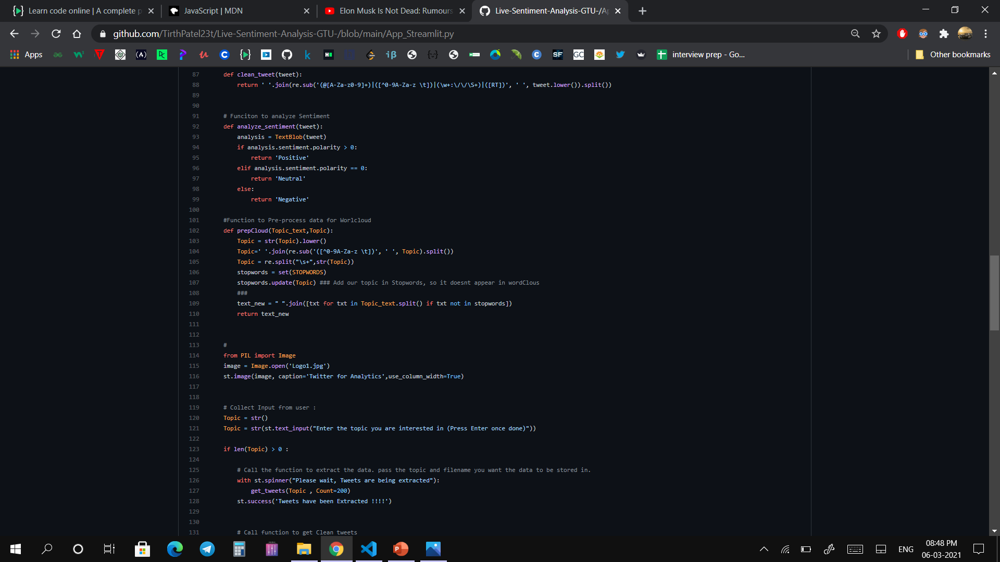 Learn code online | A complete p
JavaScript | MDN
Elon Musk Is Not Dead: Rumours
Live-Sentiment-Analysis-GTU-/Ap
github.com/TirthPatel23t/Live-Sentiment-Analysis-GTU-/blob/main/App_Streamlit.py
Apps
interview prep - Go...
Other bookmarks
87 def clean_tweet(tweet):
88 return ' '.join(re.sub('(@[A-Za-z0-9]+)|([^0-9A-Za-z \t])|(\w+:\/\/\S+)|([RT])', ' ', tweet.lower()).split())
89
90
91 # Funciton to analyze Sentiment
92 def analyze_sentiment(tweet):
93 analysis = TextBlob(tweet)
94 if analysis.sentiment.polarity > 0:
95 return 'Positive'
96 elif analysis.sentiment.polarity == 0:
97 return 'Neutral'
98 else:
99 return 'Negative'
100
101 #Function to Pre-process data for Worlcloud
102 def prepCloud(Topic_text,Topic):
103 Topic = str(Topic).lower()
104 Topic=' '.join(re.sub('([^0-9A-Za-z \t])', ' ', Topic).split())
105 Topic = re.split("\s+",str(Topic))
106 stopwords = set(STOPWORDS)
107 stopwords.update(Topic) ### Add our topic in Stopwords, so it doesnt appear in wordClous
108 ###
109 text_new = " ".join([txt for txt in Topic_text.split() if txt not in stopwords])
110 return text_new
111
112
113 #
114 from PIL import Image
115 image = Image.open('Logo1.jpg')
116 st.image(image, caption='Twitter for Analytics',use_column_width=True)
117
118
119 # Collect Input from user :
120 Topic = str()
121 Topic = str(st.text_input("Enter the topic you are interested in (Press Enter once done)"))
122
123 if len(Topic) > 0 :
124
125 # Call the function to extract the data. pass the topic and filename you want the data to be stored in.
126 with st.spinner("Please wait, Tweets are being extracted"):
127 get_tweets(Topic , Count=200)
128 st.success('Tweets have been Extracted !!!!')
129
130
131 # Call function to get Clean tweets
ENG
08:48 PM
06-03-2021